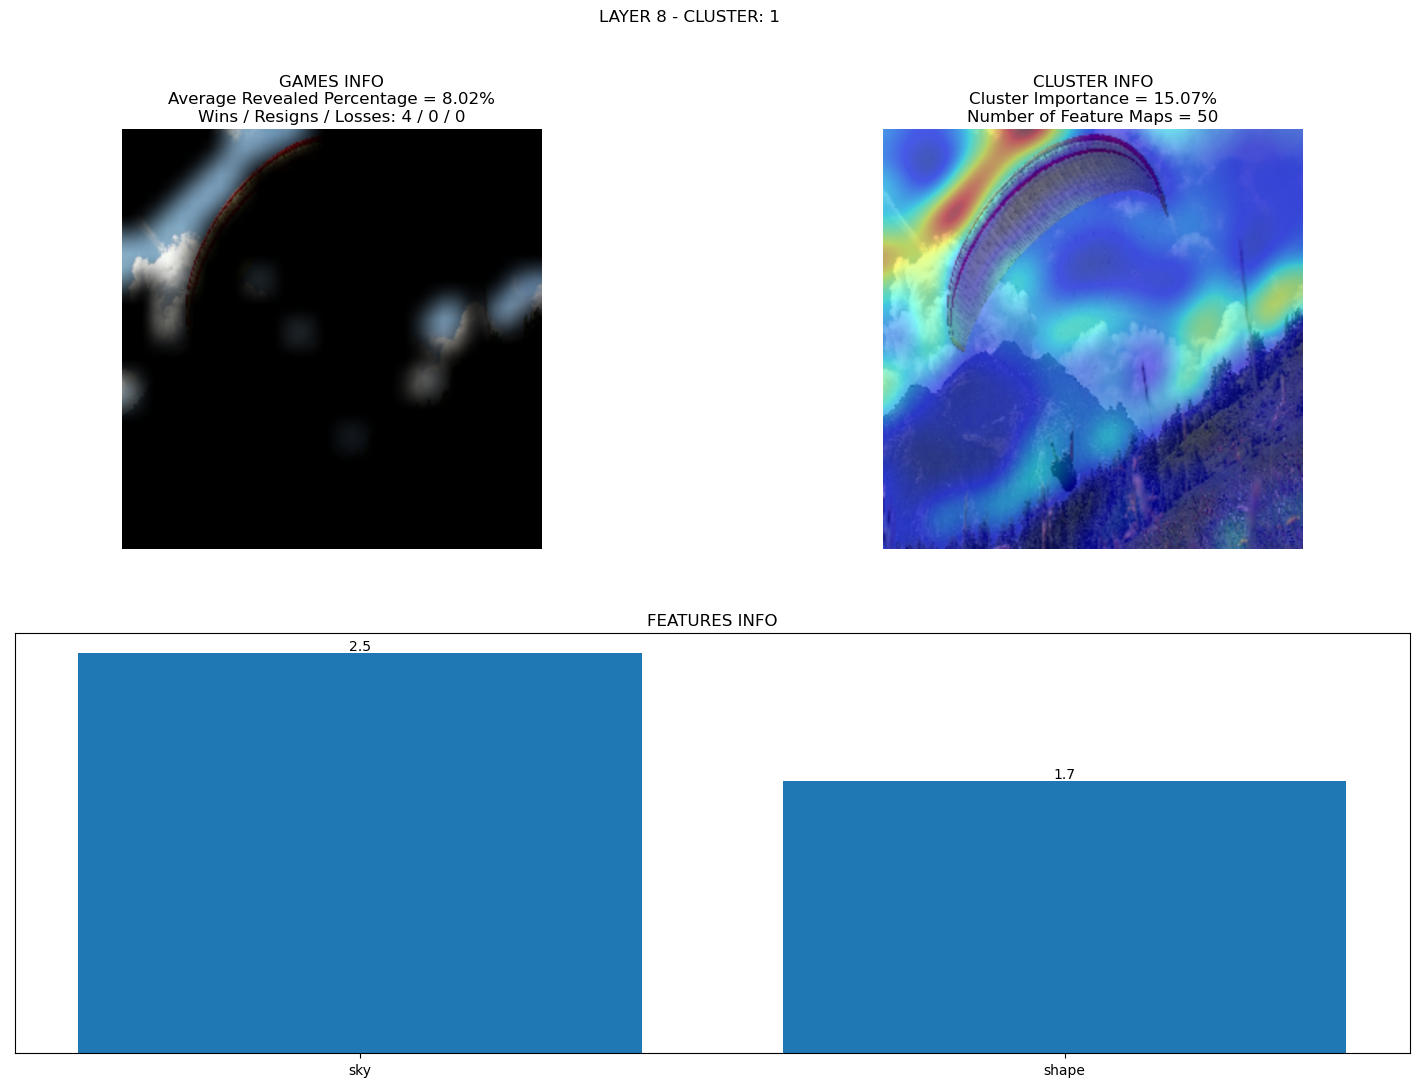 LAYER 8 - CLUSTER: 1
GAMES INFO
Average Revealed Percentage = 8.02%
Wins / Resigns / Losses: 4 / 0 / 0
CLUSTER INFO
Cluster Importance = 15.07%
Number of Feature Maps = 50
FEATURES INFO
2.5
1.7
sky
shape